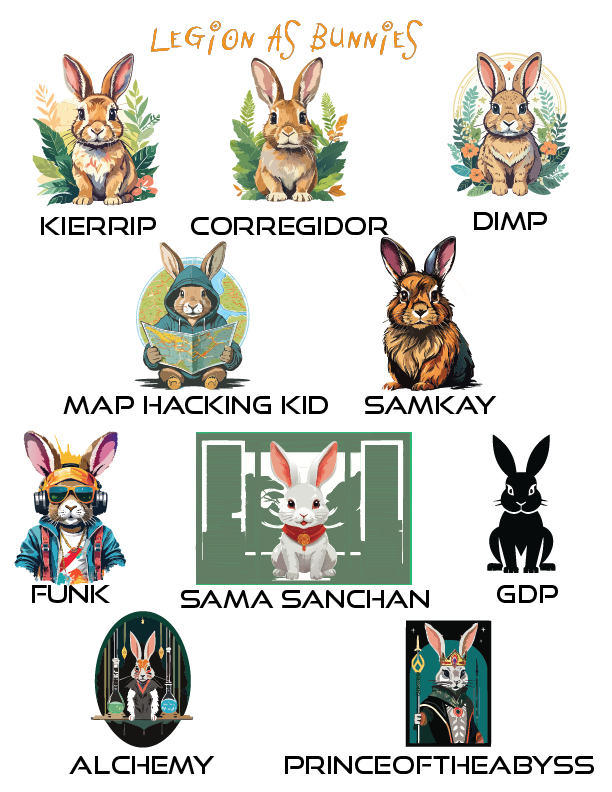 LEGION AS BUNNIES
KIERRIP CORREGIDOR DIMP
MAP HACKING KID SAMKAY
FUNK SAMA SANCHAN GDP
ALCHEMY PRINCEOFTHEABYSS